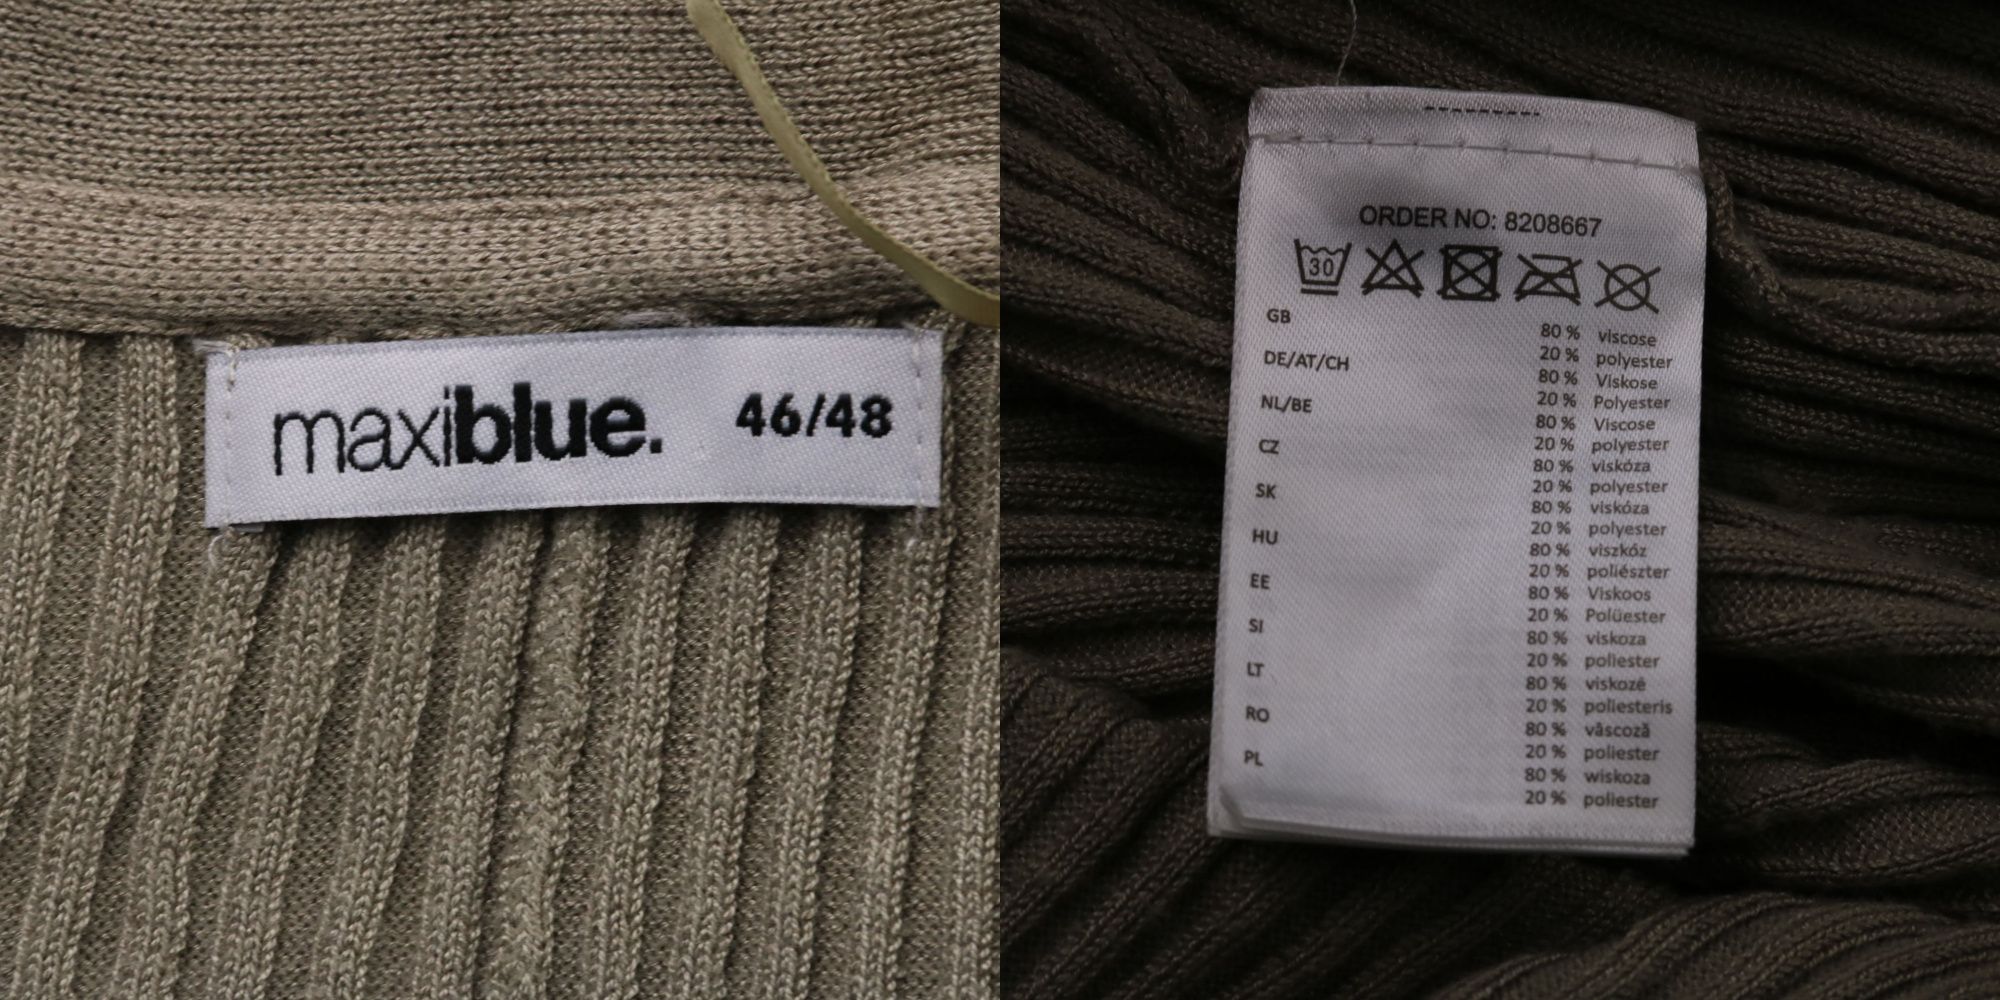 maxiblue. 46/48
ORDER NO: 8208667
30
GB
80 % viscose
20 % polyester
DE/AT/CH
80 % Viskose
20 % Polyester
NL/BE
80 % Viscose
20 % polyester
CZ
80 % viskóza
20 % polyester
SK
80 % viskóza
20 % polyester
HU
80 % viszkóz
20 % poliészter
EE
80 % Viskoos
20 % Polüester
SI
80 % viskoza
20 % poliester
LT
80 % viskozé
20 % poliesteris
RO
80 % vâscoză
20 % poliester
PL
80 % wiskoza
20 % poliester